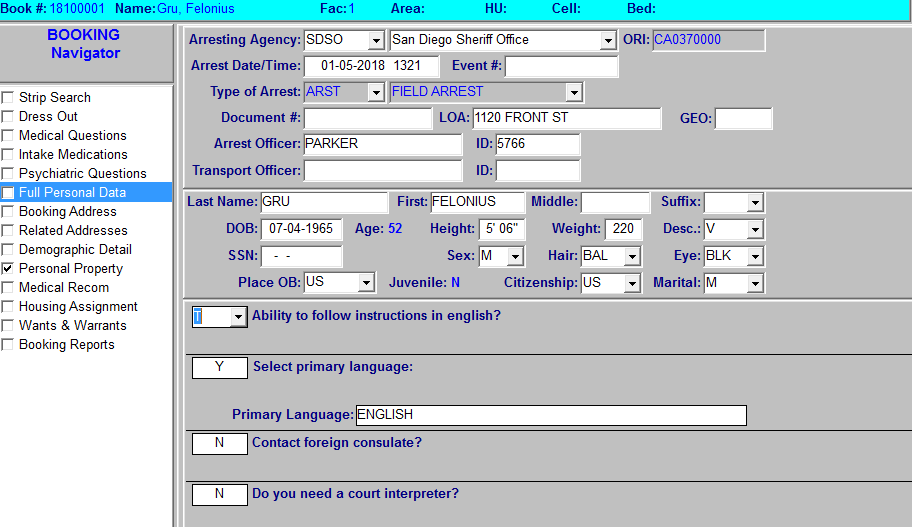 Book #: 18100001 Name: Gru, Felonius Fac: 1 Area: HU: Cell: Bed:
BOOKING
Navigator
Strip Search
Dress Out
Medical Questions
Intake Medications
Psychiatric Questions
Full Personal Data
Booking Address
Related Addresses
Demographic Detail
Personal Property
Medical Recom
Housing Assignment
Wants & Warrants
Booking Reports
Arresting Agency: SDSO San Diego Sheriff Office ORI: CA0370000
Arrest Date/Time: 01-05-2018 1321 Event #:
Type of Arrest: ARST FIELD ARREST
Document #: LOA: 1120 FRONT ST GEO:
Arrest Officer: PARKER ID: 5766
Transport Officer: ID:
Last Name: GRU First: FELONIUS Middle: Suffix:
DOB: 07-04-1965 Age: 52 Height: 5' 06" Weight: 220 Desc.: V
SSN: - - Sex: M Hair: BAL Eye: BLK
Place OB: US Juvenile: N Citizenship: US Marital: M
T Ability to follow instructions in english?
Y Select primary language:
Primary Language: ENGLISH
N Contact foreign consulate?
N Do you need a court interpreter?